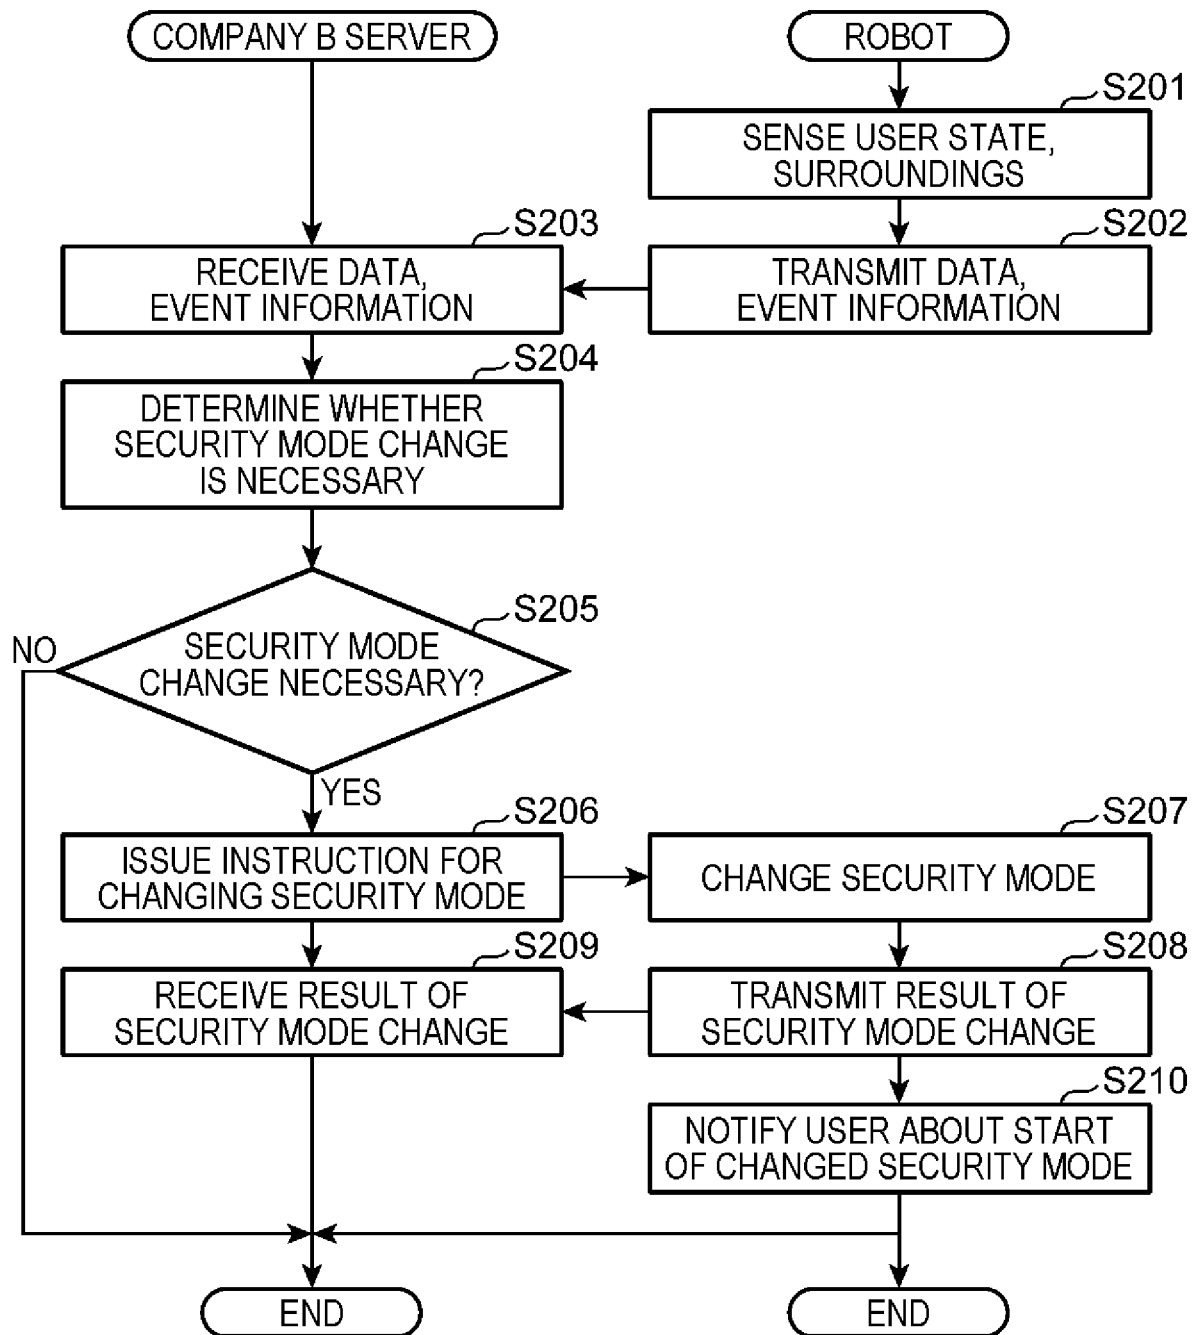 COMPANY B SERVER
ROBOT
S201
SENSE USER STATE,
SURROUNDINGS
S203
RECEIVE DATA,
EVENT INFORMATION
S202
TRANSMIT DATA,
EVENT INFORMATION
S204
DETERMINE WHETHER
SECURITY MODE CHANGE
IS NECESSARY
S205
SECURITY MODE
CHANGE NECESSARY?
NO
YES
S206
ISSUE INSTRUCTION FOR
CHANGING SECURITY MODE
S207
CHANGE SECURITY MODE
S209
RECEIVE RESULT OF
SECURITY MODE CHANGE
S208
TRANSMIT RESULT OF
SECURITY MODE CHANGE
S210
NOTIFY USER ABOUT START
OF CHANGED SECURITY MODE
END
END